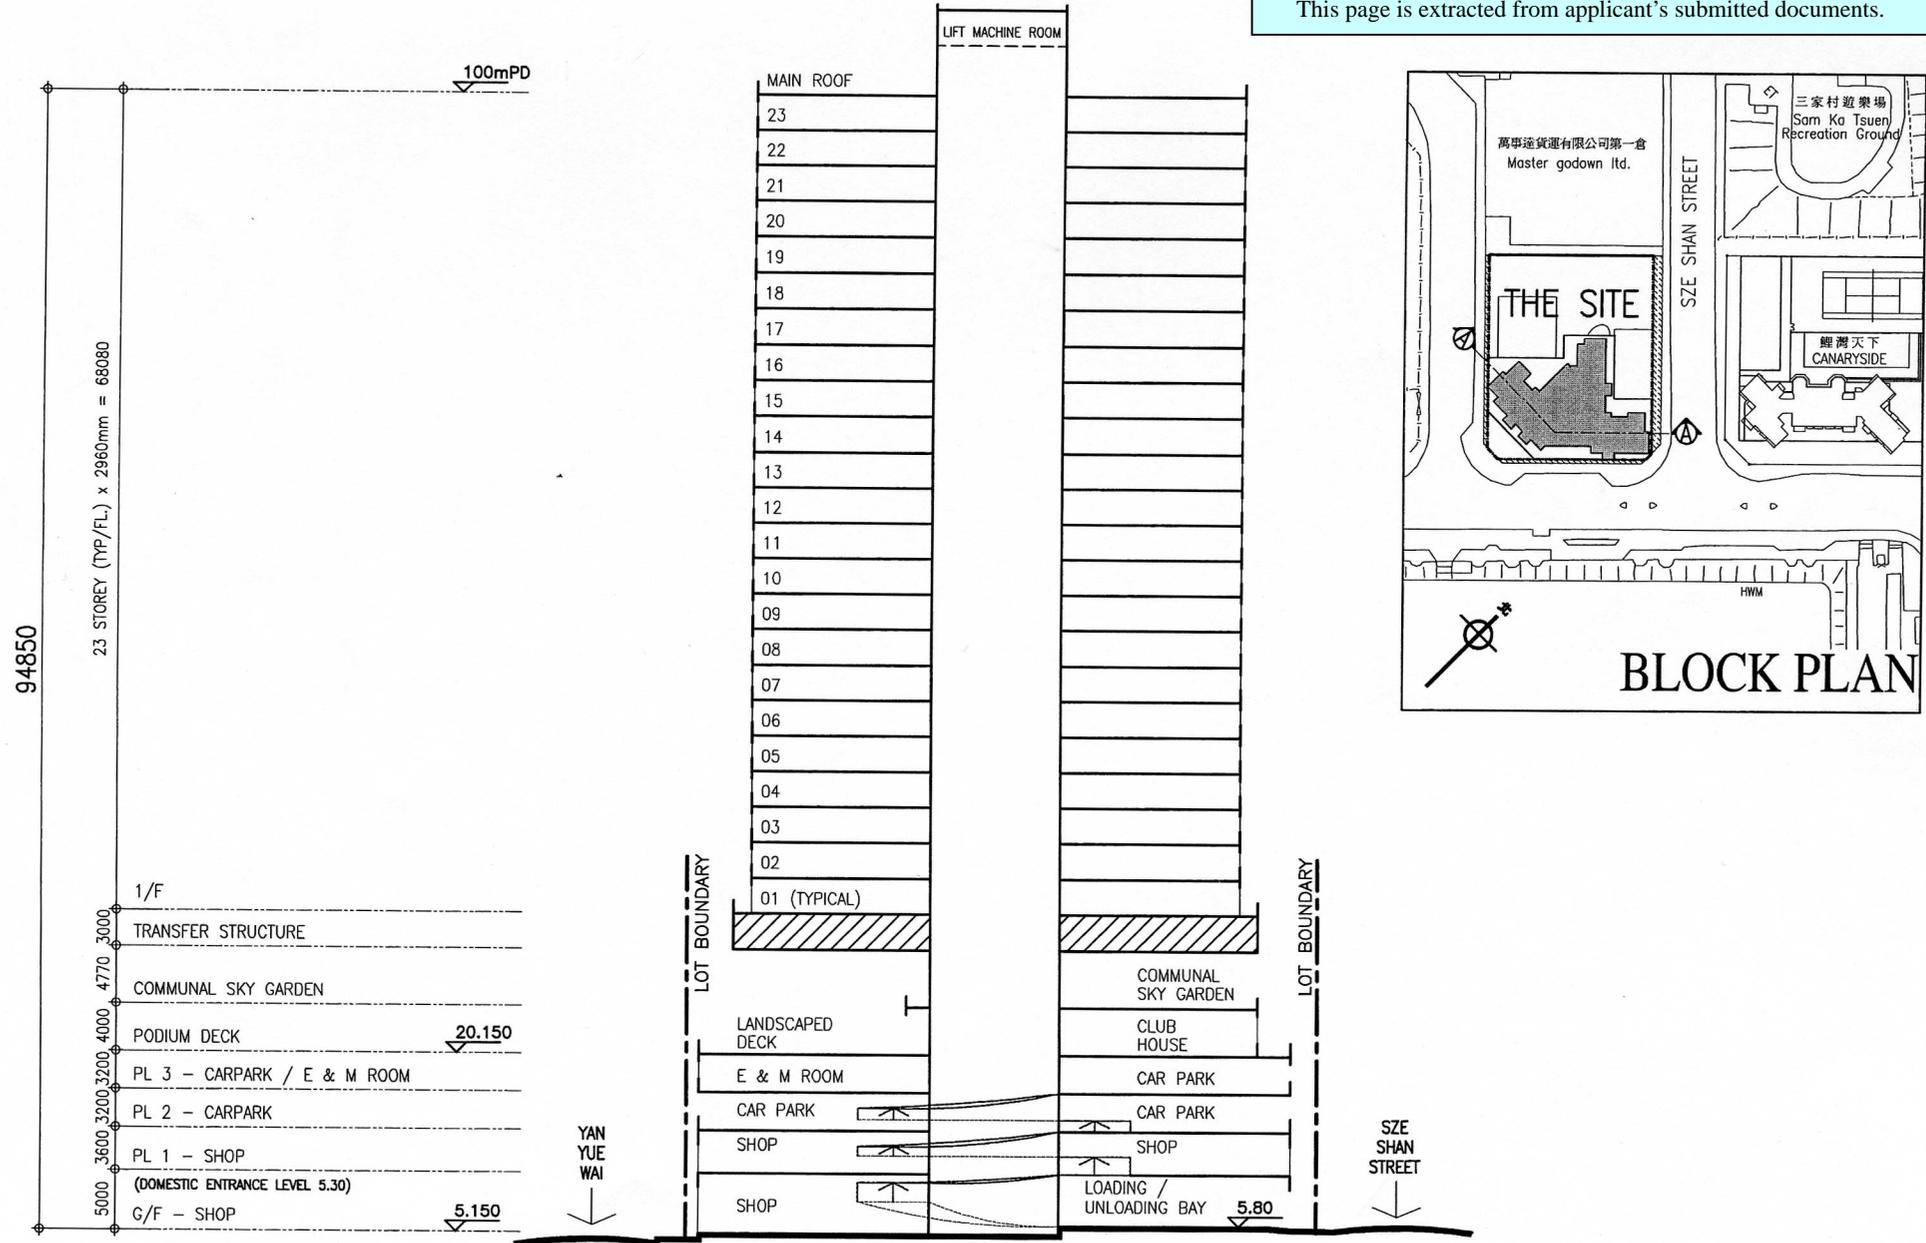 This page is extracted from applicant's submitted documents.
LIFT MACHINE ROOM
100mPD
MAIN ROOF
23
22
21
20
19
18
17
16
15
14
13
12
11
10
09
08
07
06
05
04
03
02
01 (TYPICAL)
94850
23 STOREY (TYP/FL.) x 2960mm = 68080
3000
4770
4000
3200
3200
3600
5000
1/F
TRANSFER STRUCTURE
COMMUNAL SKY GARDEN
PODIUM DECK
20.150
PL 3 - CARPARK / E & M ROOM
PL 2 - CARPARK
PL 1 - SHOP
(DOMESTIC ENTRANCE LEVEL 5.30)
G/F - SHOP
5.150
YAN
YUE
WAI
LOT BOUNDARY
LANDSCAPED
DECK
E & M ROOM
CAR PARK
SHOP
SHOP
COMMUNAL
SKY GARDEN
CLUB
HOUSE
CAR PARK
CAR PARK
SHOP
LOADING /
UNLOADING BAY
5.80
LOT BOUNDARY
SZE
SHAN
STREET
萬事達貨運有限公司第一倉
Master godown ltd.
三家村遊樂場
Sam Ka Tsuen
Recreation Ground
SZE SHAN STREET
THE SITE
A
A
鯉灣天下
CANARYSIDE
HWM
北
BLOCK PLAN